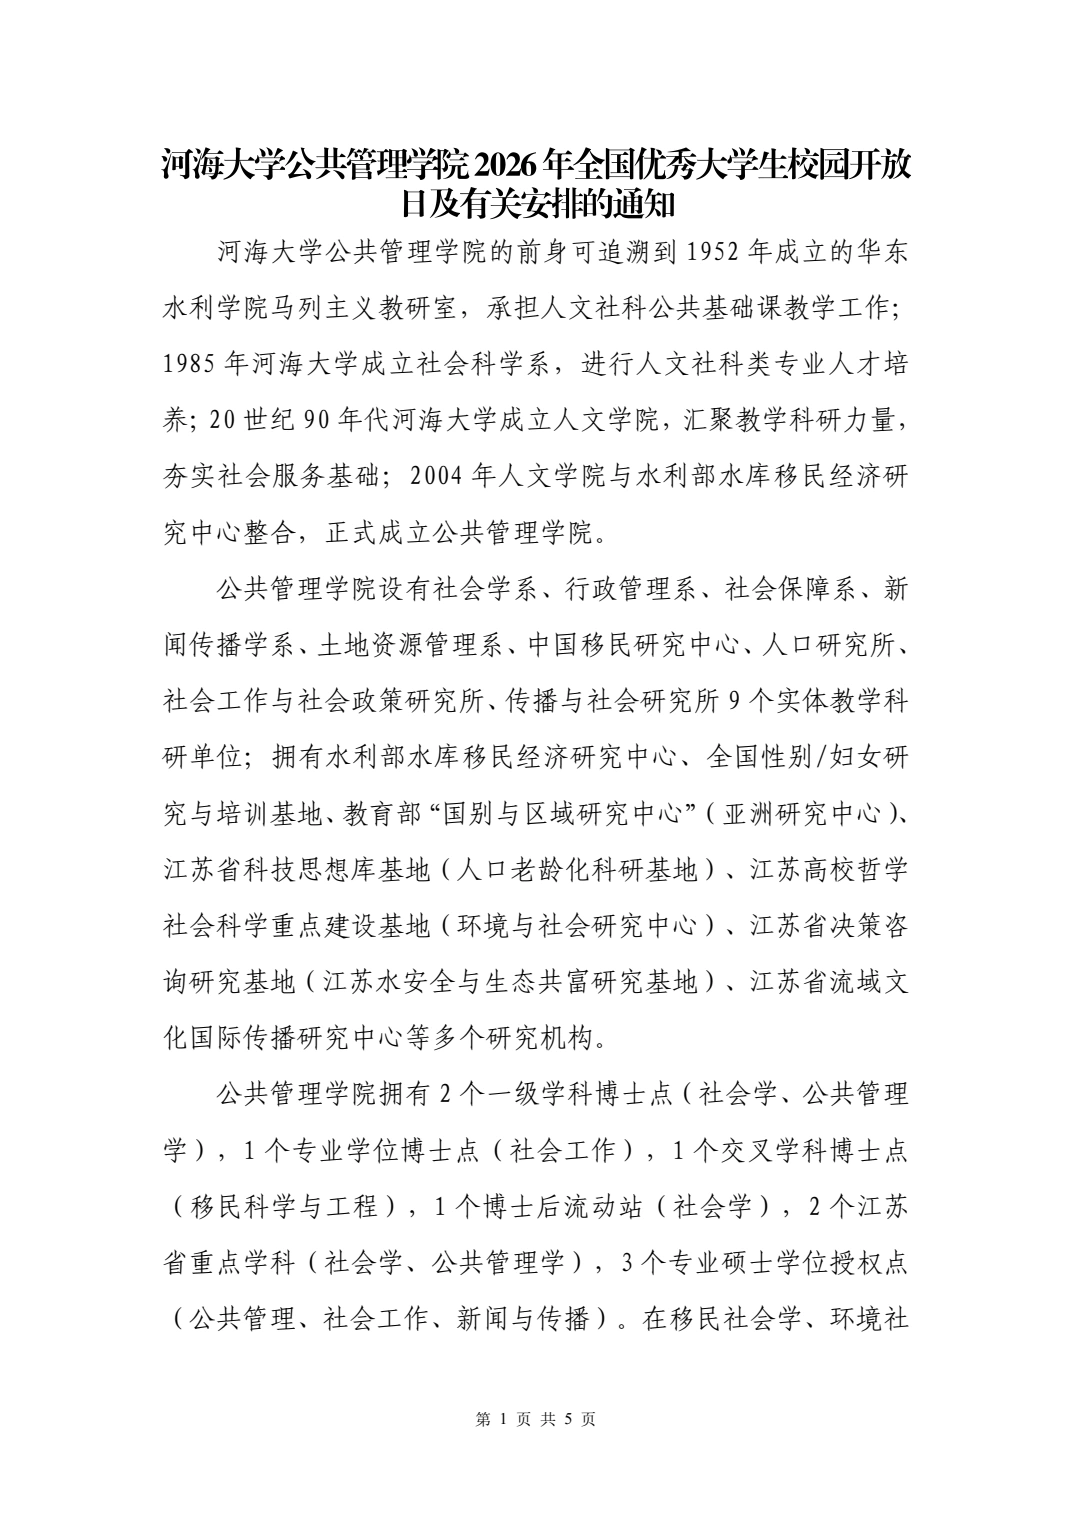 河海大学公共管理学院 2026 年全国优秀大学生校园开放
日及有关安排的通知
河海大学公共管理学院的前身可追溯到 1952 年成立的华东
水利学院马列主义教研室，承担人文社科公共基础课教学工作；
1985 年河海大学成立社会科学系，进行人文社科类专业人才培
养；20 世纪 90 年代河海大学成立人文学院，汇聚教学科研力量，
夯实社会服务基础；2004 年人文学院与水利部水库移民经济研
究中心整合，正式成立公共管理学院。
公共管理学院设有社会学系、行政管理系、社会保障系、新
闻传播学系、土地资源管理系、中国移民研究中心、人口研究所、
社会工作与社会政策研究所、传播与社会研究所 9 个实体教学科
研单位；拥有水利部水库移民经济研究中心、全国性别/妇女研
究与培训基地、教育部“国别与区域研究中心”（亚洲研究中心）、
江苏省科技思想库基地（人口老龄化科研基地）、江苏高校哲学
社会科学重点建设基地（环境与社会研究中心）、江苏省决策咨
询研究基地（江苏水安全与生态共富研究基地）、江苏省流域文
化国际传播研究中心等多个研究机构。
公共管理学院拥有 2 个一级学科博士点（社会学、公共管理
学），1 个专业学位博士点（社会工作），1 个交叉学科博士点
（移民科学与工程），1 个博士后流动站（社会学），2 个江苏
省重点学科（社会学、公共管理学），3 个专业硕士学位授权点
（公共管理、社会工作、新闻与传播）。在移民社会学、环境社
第 1 页 共 5 页